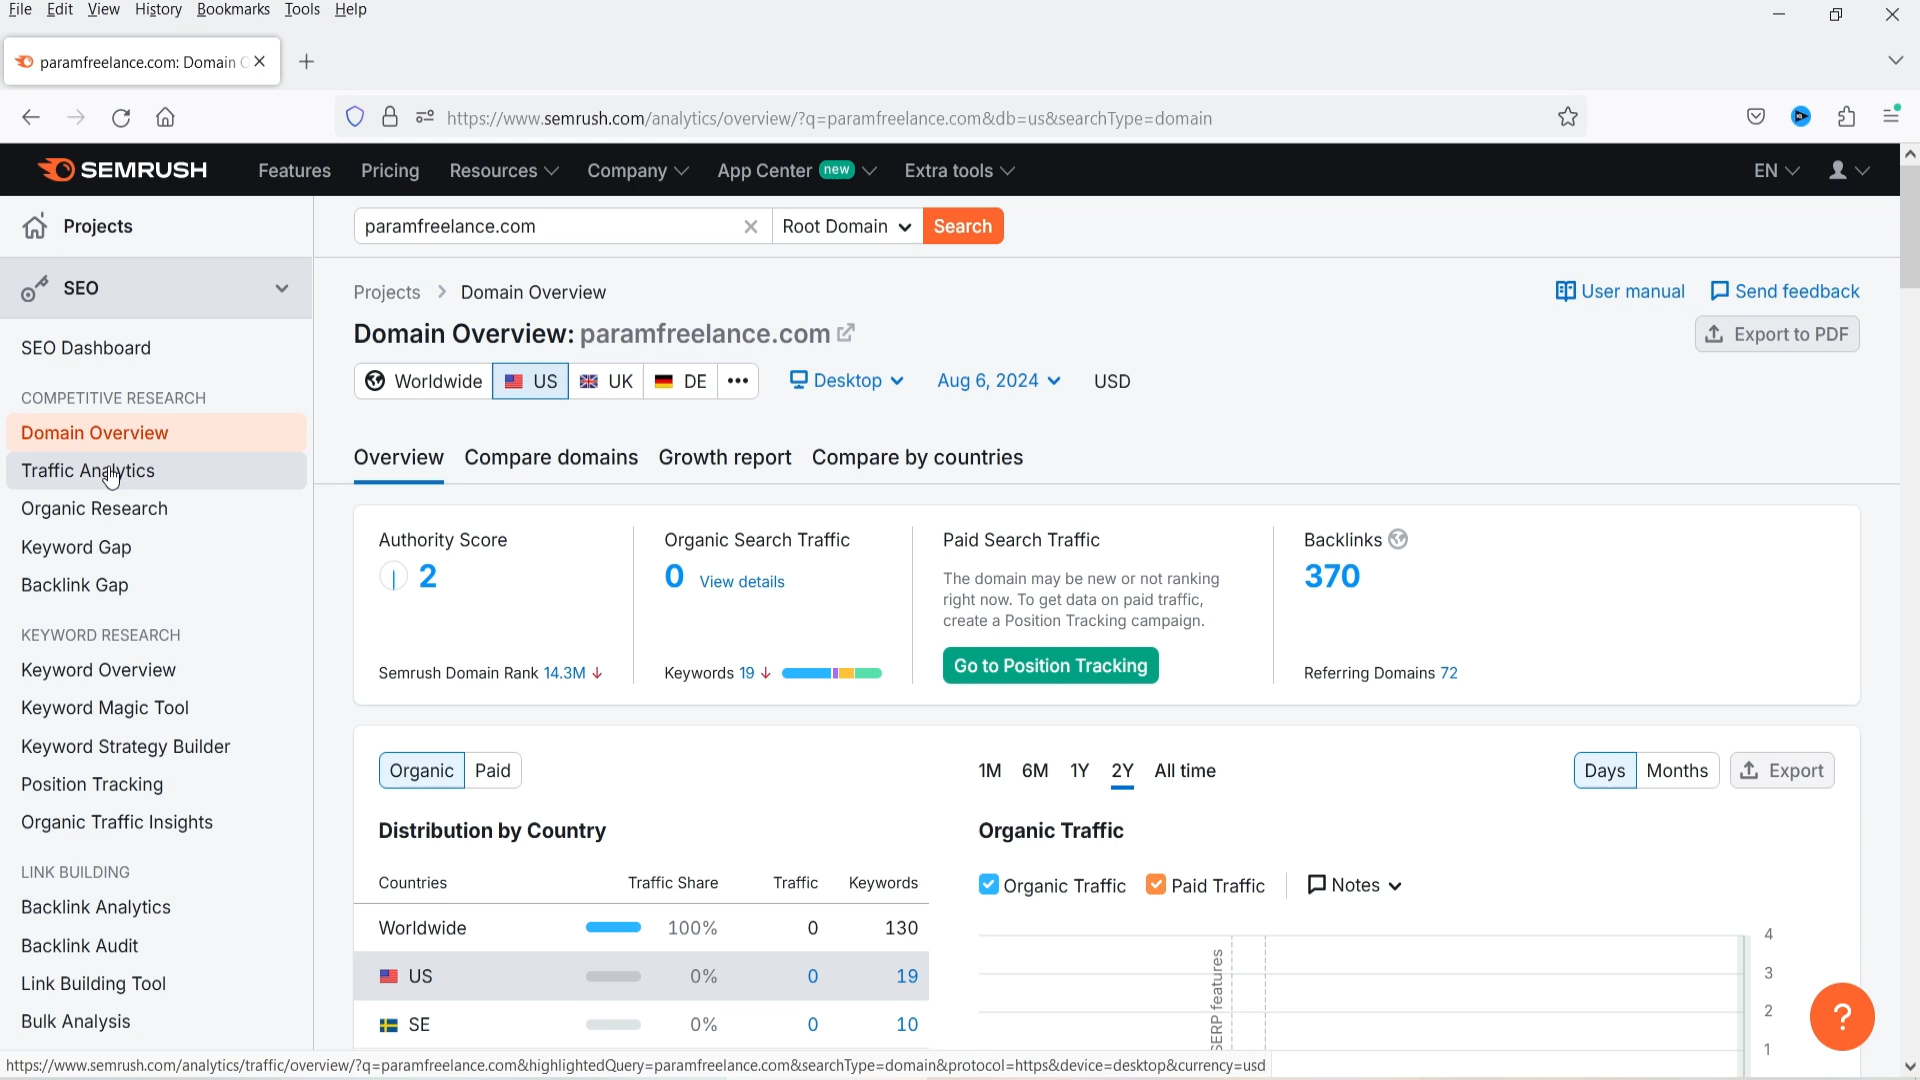 File Edit View History Bookmarks Tools Help
paramfreelance.com: Domain O
https://www.semrush.com/analytics/overview/?q=paramfreelance.com&db=us&searchType=domain
SEMRUSH Features Pricing Resources Company App Center new Extra tools EN
Projects
paramfreelance.com Root Domain Search
SEO
SEO Dashboard
COMPETITIVE RESEARCH
Domain Overview
Traffic Analytics
Organic Research
Keyword Gap
Backlink Gap
KEYWORD RESEARCH
Keyword Overview
Keyword Magic Tool
Keyword Strategy Builder
Position Tracking
Organic Traffic Insights
LINK BUILDING
Backlink Analytics
Backlink Audit
Link Building Tool
Bulk Analysis
Projects > Domain Overview
User manual Send feedback
Domain Overview: paramfreelance.com
Export to PDF
Worldwide US UK DE ••• Desktop Aug 6, 2024 USD
Overview Compare domains Growth report Compare by countries
Authority Score
2
Semrush Domain Rank 14.3M ↓
Organic Search Traffic
0 View details
Keywords 19 ↓
Paid Search Traffic
The domain may be new or not ranking
right now. To get data on paid traffic,
create a Position Tracking campaign.
Go to Position Tracking
Backlinks
370
Referring Domains 72
Organic Paid
1M 6M 1Y 2Y All time
Days Months Export
Distribution by Country
Countries Traffic Share Traffic Keywords
Worldwide 100% 0 130
US 0% 0 19
SE 0% 0 10
Organic Traffic
Organic Traffic Paid Traffic Notes
SERP features
4
3
2
1
?
https://www.semrush.com/analytics/traffic/overview/?q=paramfreelance.com&highlightedQuery=paramfreelance.com&searchType=domain&protocol=https&device=desktop&currency=usd